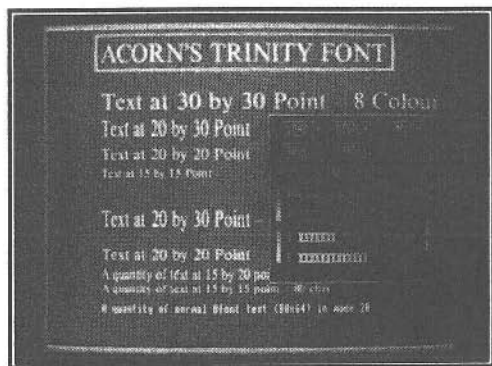 ACORN'S TRINITY FONT
Text at 30 by 30 Point 8 Colour
Text at 20 by 30 Point
Text at 20 by 20 Point
Text at 15 by 15 Point
Text at 20 by 30 Point -
Text at 20 by 20 Point
A quantity of text at 15 by 20 poi
A quantity of text at 15 by 15 point
A quantity of normal Bfont text (80x64) in mode 20